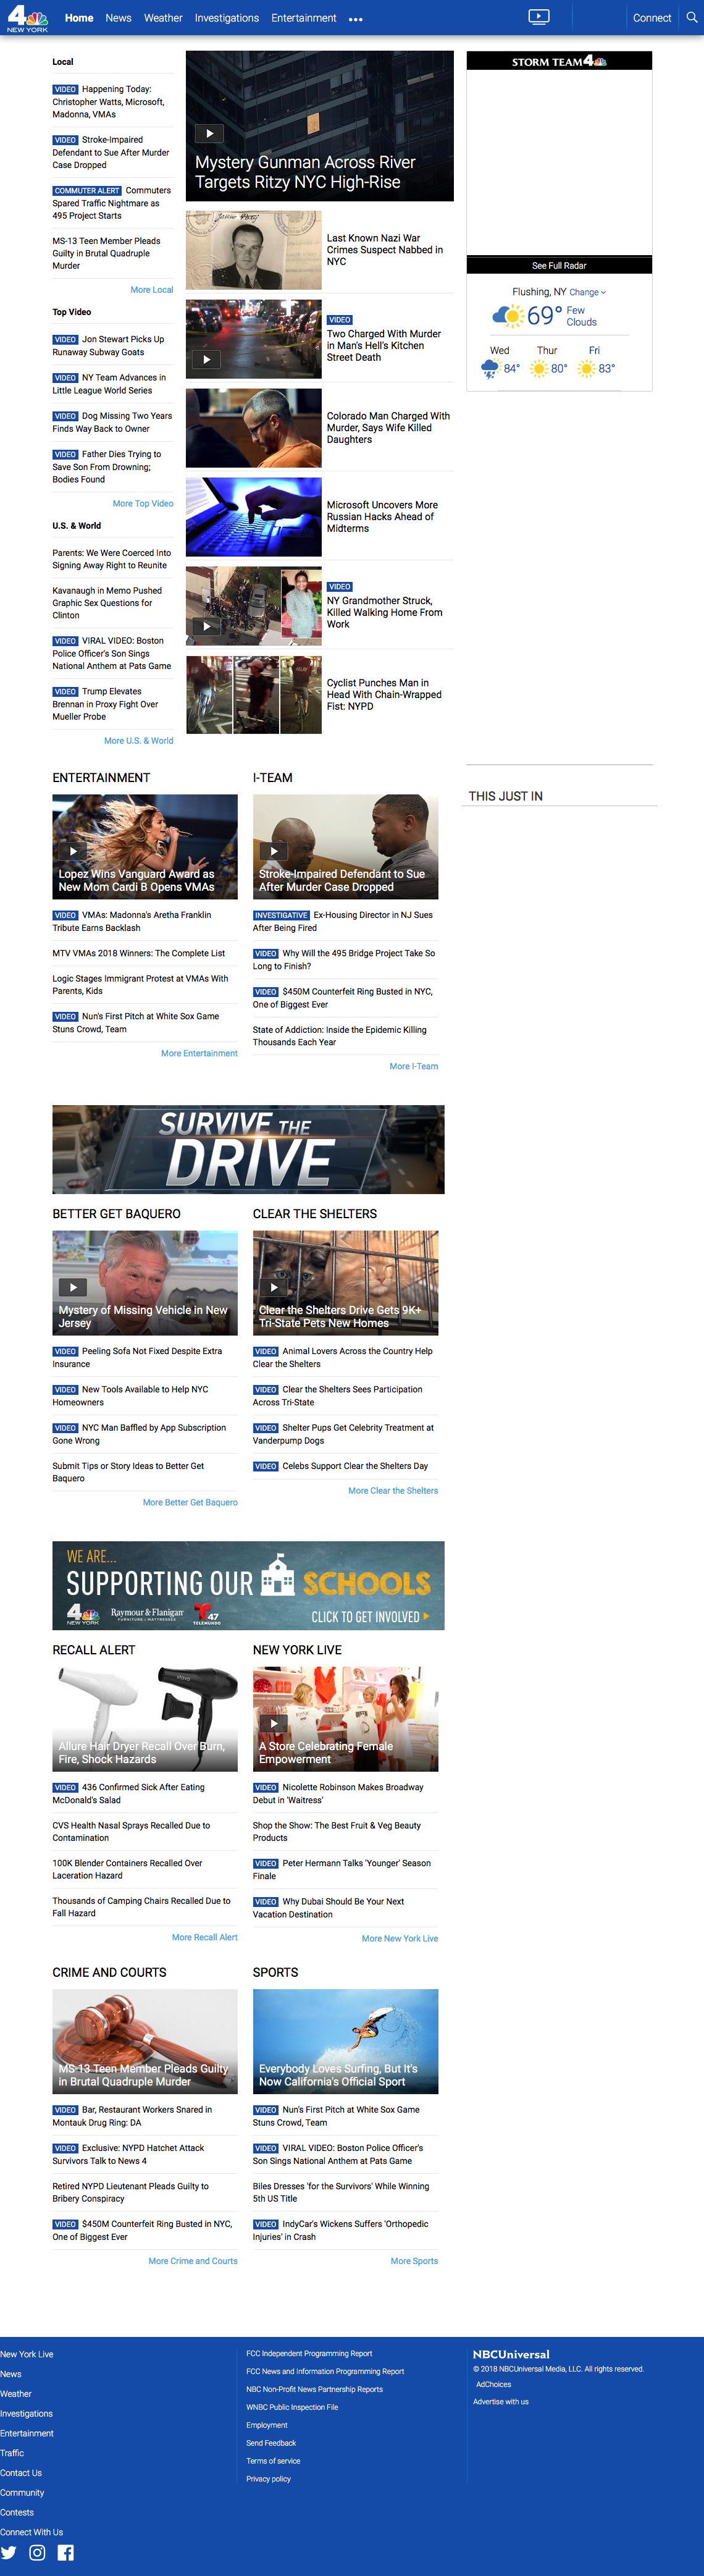 4
NEW YORK
Home News Weather Investigations Entertainment
Connect
Local
VIDEO Happening Today:
Christopher Watts, Microsoft,
Madonna, VMAs
VIDEO Stroke-Impaired
Defendant to Sue After Murder
Case Dropped
COMMUTER ALERT Commuters
Spared Traffic Nightmare as
495 Project Starts
MS-13 Teen Member Pleads
Guilty in Brutal Quadruple
Murder
More Local
Top Video
VIDEO Jon Stewart Picks Up
Runaway Subway Goats
VIDEO NY Team Advances in
Little League World Series
VIDEO Dog Missing Two Years
Finds Way Back to Owner
VIDEO Father Dies Trying to
Save Son From Drowning;
Bodies Found
More Top Video
U.S. & World
Parents: We Were Coerced Into
Signing Away Right to Reunite
Kavanaugh in Memo Pushed
Graphic Sex Questions for
Clinton
VIDEO VIRAL VIDEO: Boston
Police Officer's Son Sings
National Anthem at Pats Game
VIDEO Trump Elevates
Brennan in Proxy Fight Over
Mueller Probe
More U.S. & World
Mystery Gunman Across River
Targets Ritzy NYC High-Rise
Last Known Nazi War
Crimes Suspect Nabbed in
NYC
VIDEO
Two Charged With Murder
in Man's Hell's Kitchen
Street Death
Colorado Man Charged With
Murder, Says Wife Killed
Daughters
Microsoft Uncovers More
Russian Hacks Ahead of
Midterms
VIDEO
NY Grandmother Struck,
Killed Walking Home From
Work
Cyclist Punches Man in
Head With Chain-Wrapped
Fist: NYPD
STORM TEAM 4
See Full Radar
Flushing, NY Change
69° Few
Clouds
Wed Thur Fri
84° 80° 83°
THIS JUST IN
ENTERTAINMENT
Lopez Wins Vanguard Award as
New Mom Cardi B Opens VMAs
VIDEO VMAs: Madonna's Aretha Franklin
Tribute Earns Backlash
MTV VMAs 2018 Winners: The Complete List
Logic Stages Immigrant Protest at VMAs With
Parents, Kids
VIDEO Nun's First Pitch at White Sox Game
Stuns Crowd, Team
More Entertainment
I-TEAM
Stroke-Impaired Defendant to Sue
After Murder Case Dropped
INVESTIGATIVE Ex-Housing Director in NJ Sues
After Being Fired
VIDEO Why Will the 495 Bridge Project Take So
Long to Finish?
VIDEO $450M Counterfeit Ring Busted in NYC,
One of Biggest Ever
State of Addiction: Inside the Epidemic Killing
Thousands Each Year
More I-Team
SURVIVE THE
DRIVE
BETTER GET BAQUERO
Mystery of Missing Vehicle in New
Jersey
VIDEO Peeling Sofa Not Fixed Despite Extra
Insurance
VIDEO New Tools Available to Help NYC
Homeowners
VIDEO NYC Man Baffled by App Subscription
Gone Wrong
Submit Tips or Story Ideas to Better Get
Baquero
More Better Get Baquero
CLEAR THE SHELTERS
Clear the Shelters Drive Gets 9K+
Tri-State Pets New Homes
VIDEO Animal Lovers Across the Country Help
Clear the Shelters
VIDEO Clear the Shelters Sees Participation
Across Tri-State
VIDEO Shelter Pups Get Celebrity Treatment at
Vanderpump Dogs
VIDEO Celebs Support Clear the Shelters Day
More Clear the Shelters
WE ARE...
SUPPORTING OUR SCHOOLS
4 NEW YORK Raymour & Flanigan FURNITURE | MATTRESSES 47 TELEMUNDO
CLICK TO GET INVOLVED
RECALL ALERT
Allure Hair Dryer Recall Over Burn,
Fire, Shock Hazards
VIDEO 436 Confirmed Sick After Eating
McDonald's Salad
CVS Health Nasal Sprays Recalled Due to
Contamination
100K Blender Containers Recalled Over
Laceration Hazard
Thousands of Camping Chairs Recalled Due to
Fall Hazard
More Recall Alert
NEW YORK LIVE
A Store Celebrating Female
Empowerment
VIDEO Nicolette Robinson Makes Broadway
Debut in 'Waitress'
Shop the Show: The Best Fruit & Veg Beauty
Products
VIDEO Peter Hermann Talks 'Younger' Season
Finale
VIDEO Why Dubai Should Be Your Next
Vacation Destination
More New York Live
CRIME AND COURTS
MS-13 Teen Member Pleads Guilty
in Brutal Quadruple Murder
VIDEO Bar, Restaurant Workers Snared in
Montauk Drug Ring: DA
VIDEO Exclusive: NYPD Hatchet Attack
Survivors Talk to News 4
Retired NYPD Lieutenant Pleads Guilty to
Bribery Conspiracy
VIDEO $450M Counterfeit Ring Busted in NYC,
One of Biggest Ever
More Crime and Courts
SPORTS
Everybody Loves Surfing, But It's
Now California's Official Sport
VIDEO Nun's First Pitch at White Sox Game
Stuns Crowd, Team
VIDEO VIRAL VIDEO: Boston Police Officer's
Son Sings National Anthem at Pats Game
Biles Dresses 'for the Survivors' While Winning
5th US Title
VIDEO IndyCar's Wickens Suffers 'Orthopedic
Injuries' in Crash
More Sports
New York Live
News
Weather
Investigations
Entertainment
Traffic
Contact Us
Community
Contests
Connect With Us
FCC Independent Programming Report
FCC News and Information Programming Report
NBC Non-Profit News Partnership Reports
WNBC Public Inspection File
Employment
Send Feedback
Terms of service
Privacy policy
NBCUniversal
© 2018 NBCUniversal Media, LLC. All rights reserved.
AdChoices
Advertise with us